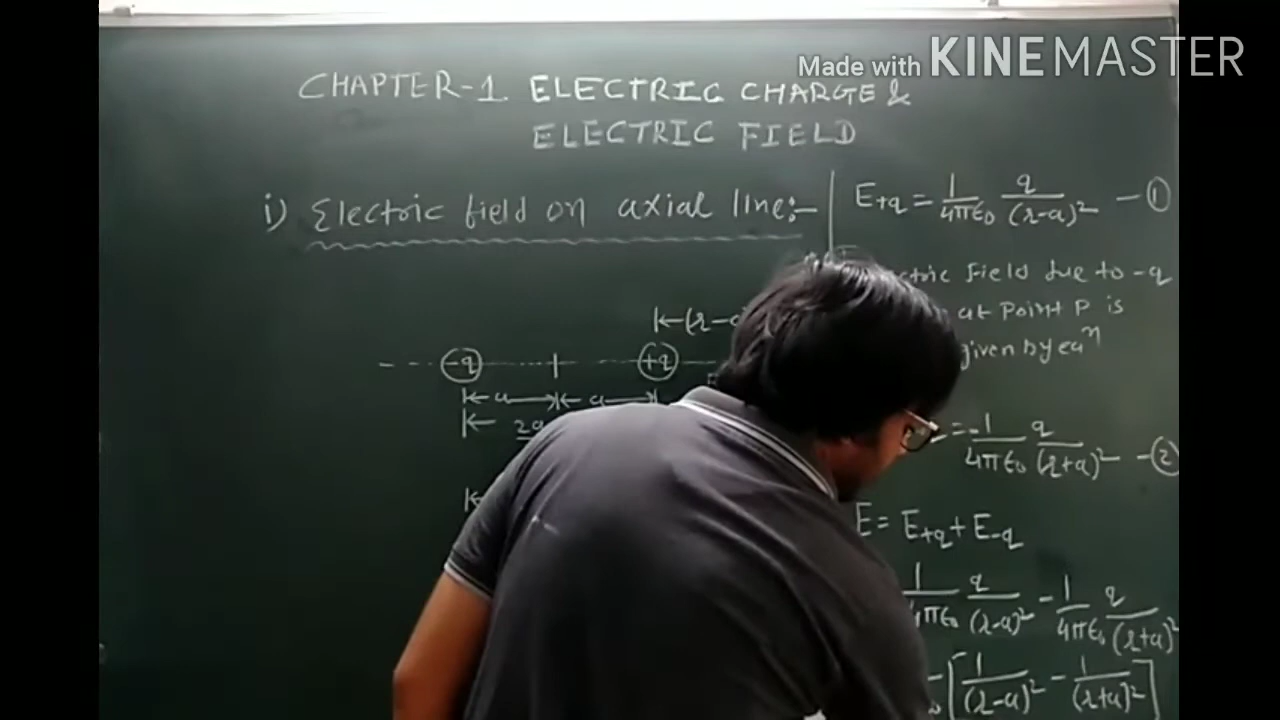 Made with KINEMASTER
CHAPTER-1 ELECTRIC CHARGE &
ELECTRIC FIELD
i) Electric field on axial line:-
|←(r-a
-q +q
|← a →|← a →|
|← 2a
|←
E+q = 1/4πε₀ q/(r-a)² - ①
Field due to -q
at Point P is
given by eqⁿ
= -1/4πε₀ q/(r+a)² - ②
E = E+q + E-q
1/4πε₀ q/(r-a)² - 1/4πε₀ q/(r+a)²
[1/(r-a)² - 1/(r+a)²]